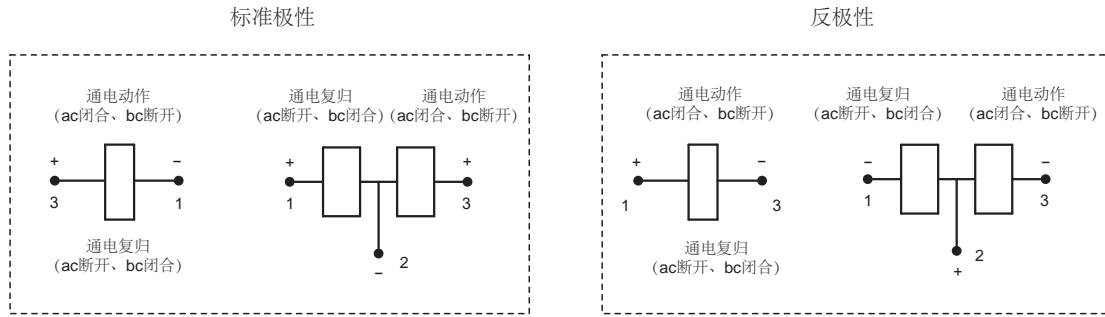 标准极性
反极性
通电动作
(ac闭合、bc断开)
+
−
3
1
通电复归
(ac断开、bc闭合)
通电复归
(ac断开、bc闭合)
通电动作
(ac闭合、bc断开)
+
+
1
3
2
−
通电动作
(ac闭合、bc断开)
+
−
1
3
通电复归
(ac断开、bc闭合)
通电复归
(ac断开、bc闭合)
通电动作
(ac闭合、bc断开)
−
−
1
3
2
+